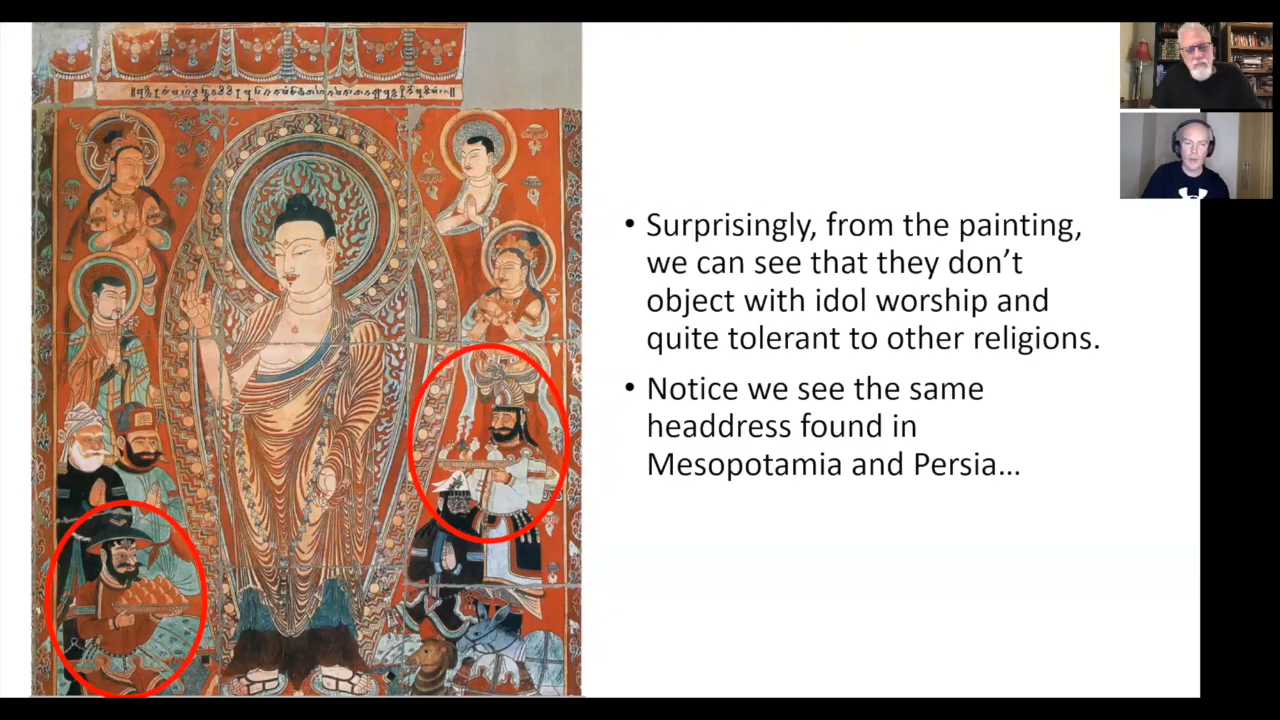 • Surprisingly, from the painting,
we can see that they don’t
object with idol worship and
quite tolerant to other religions.
• Notice we see the same
headdress found in
Mesopotamia and Persia…